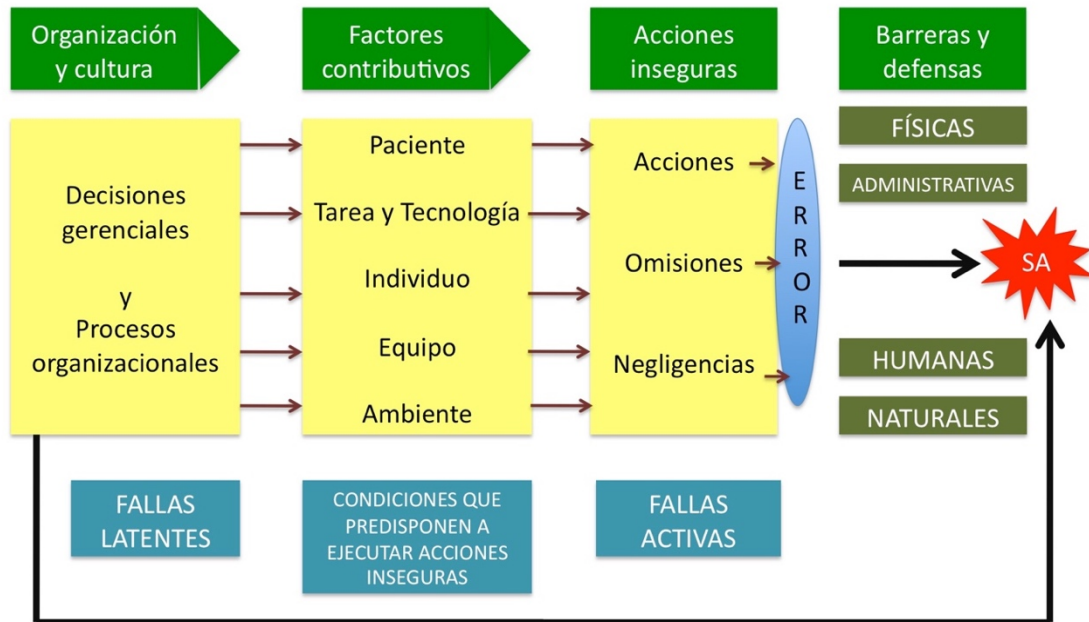 Organización
y cultura
Factores
contributivos
Acciones
inseguras
Barreras y
defensas
Decisiones
gerenciales
y
Procesos
organizacionales
Paciente
Tarea y Tecnología
Individuo
Equipo
Ambiente
Acciones
Omisiones
Negligencias
E
R
R
O
R
FÍSICAS
ADMINISTRATIVAS
SA
HUMANAS
NATURALES
FALLAS
LATENTES
CONDICIONES QUE
PREDISPONEN A
EJECUTAR ACCIONES
INSEGURAS
FALLAS
ACTIVAS